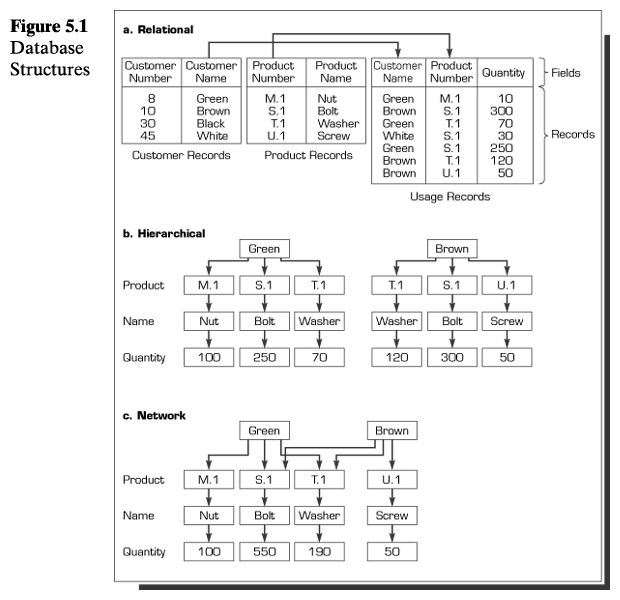 Figure 5.1
Database
Structures
a. Relational
Customer Number Customer Name
8 Green
10 Brown
30 Black
45 White
Customer Records
Product Number Product Name
M.1 Nut
S.1 Bolt
T.1 Washer
U.1 Screw
Product Records
Customer Name Product Number Quantity
Green M.1 10
Brown S.1 300
Green T.1 70
White S.1 30
Green S.1 250
Brown T.1 120
Brown U.1 50
Usage Records
Fields
Records
b. Hierarchical
Green Brown
Product M.1 S.1 T.1 T.1 S.1 U.1
Name Nut Bolt Washer Washer Bolt Screw
Quantity 100 250 70 120 300 50
c. Network
Green Brown
Product M.1 S.1 T.1 U.1
Name Nut Bolt Washer Screw
Quantity 100 550 190 50